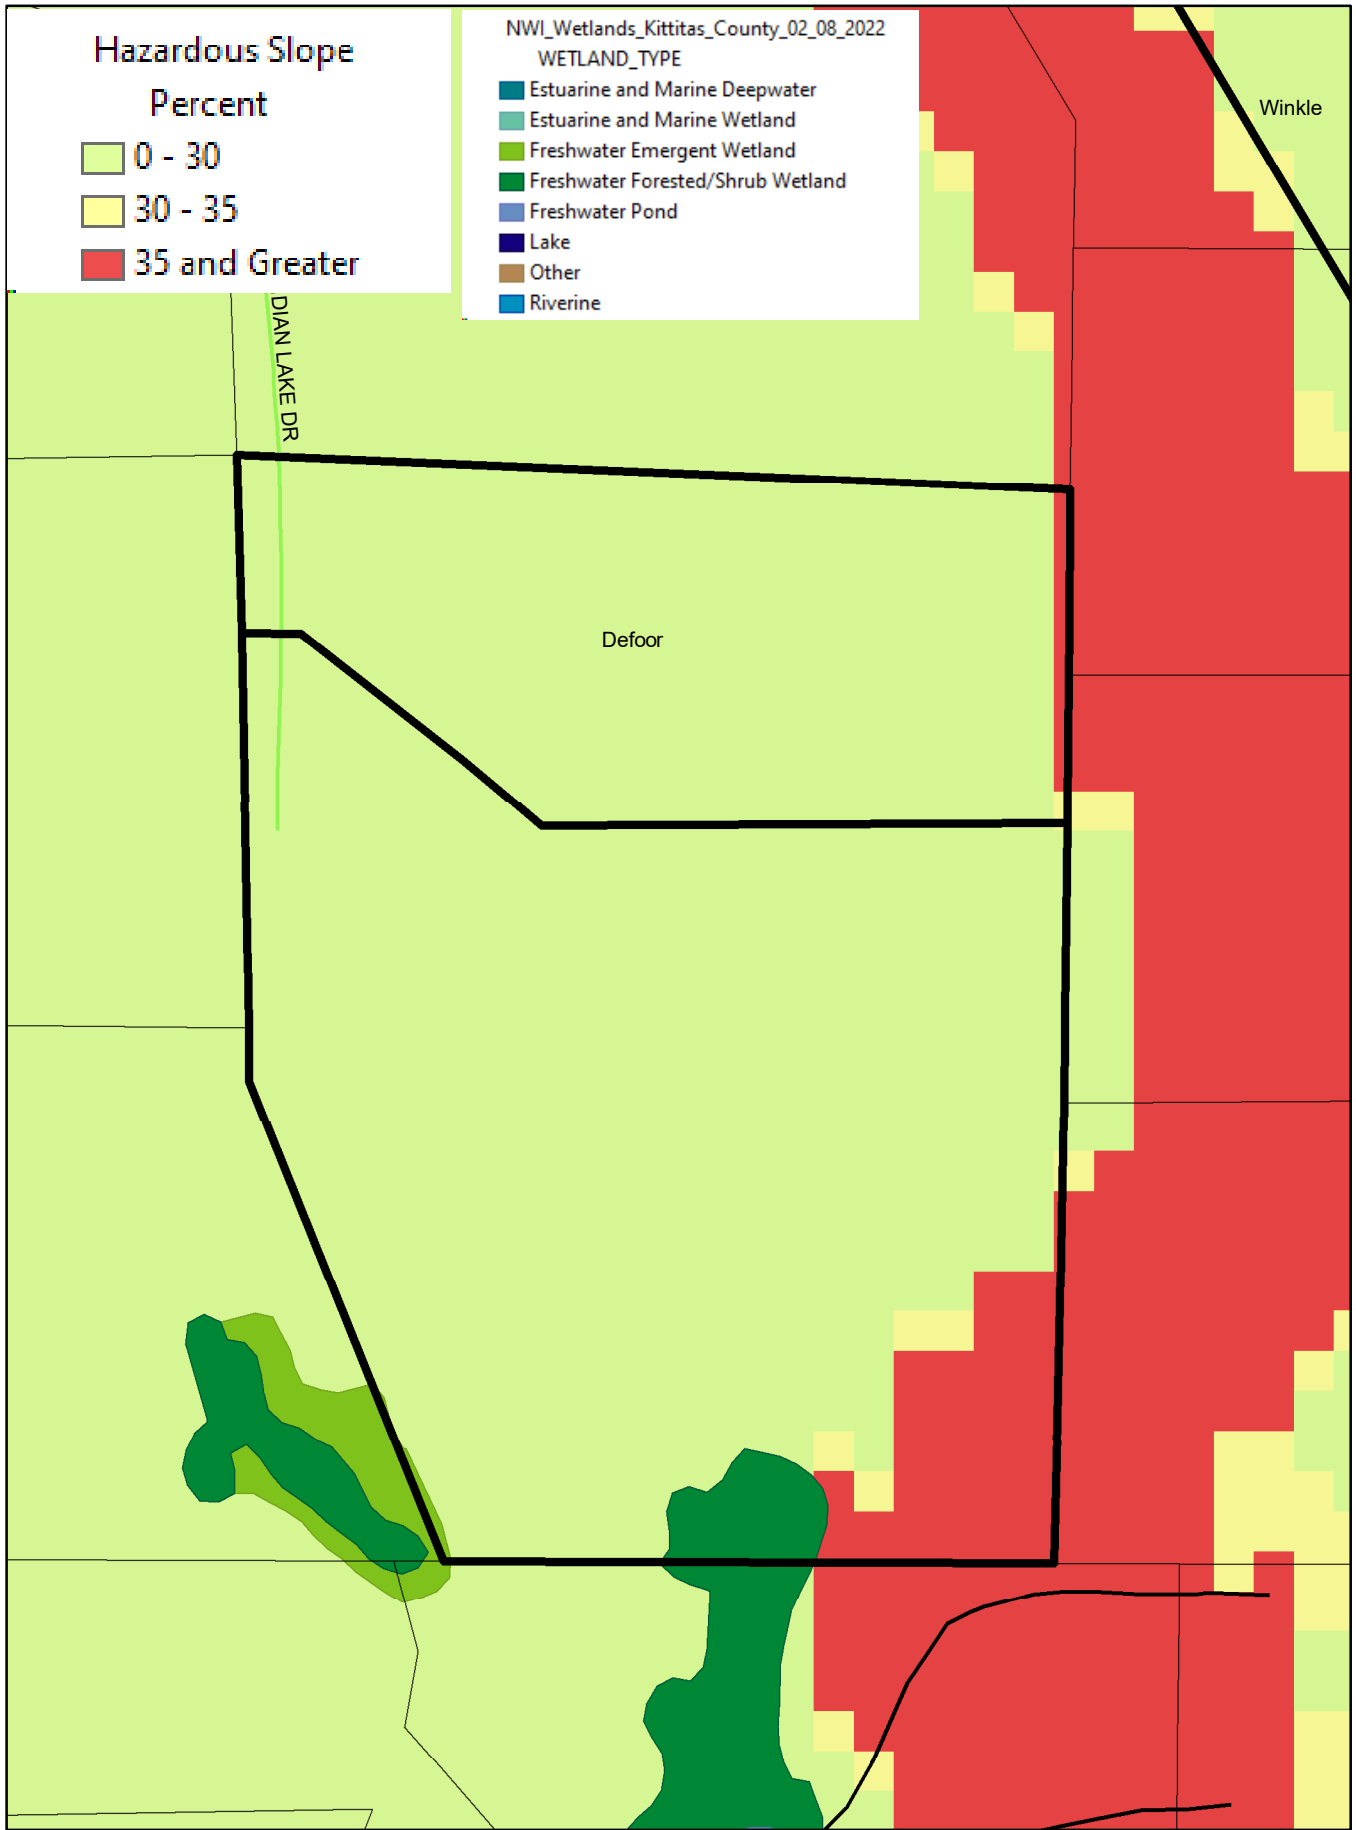 Hazardous Slope
Percent
0 - 30
30 - 35
35 and Greater
NWI_Wetlands_Kittitas_County_02_08_2022
WETLAND_TYPE
Estuarine and Marine Deepwater
Estuarine and Marine Wetland
Freshwater Emergent Wetland
Freshwater Forested/Shrub Wetland
Freshwater Pond
Lake
Other
Riverine
Winkle
DIAN LAKE DR
Defoor